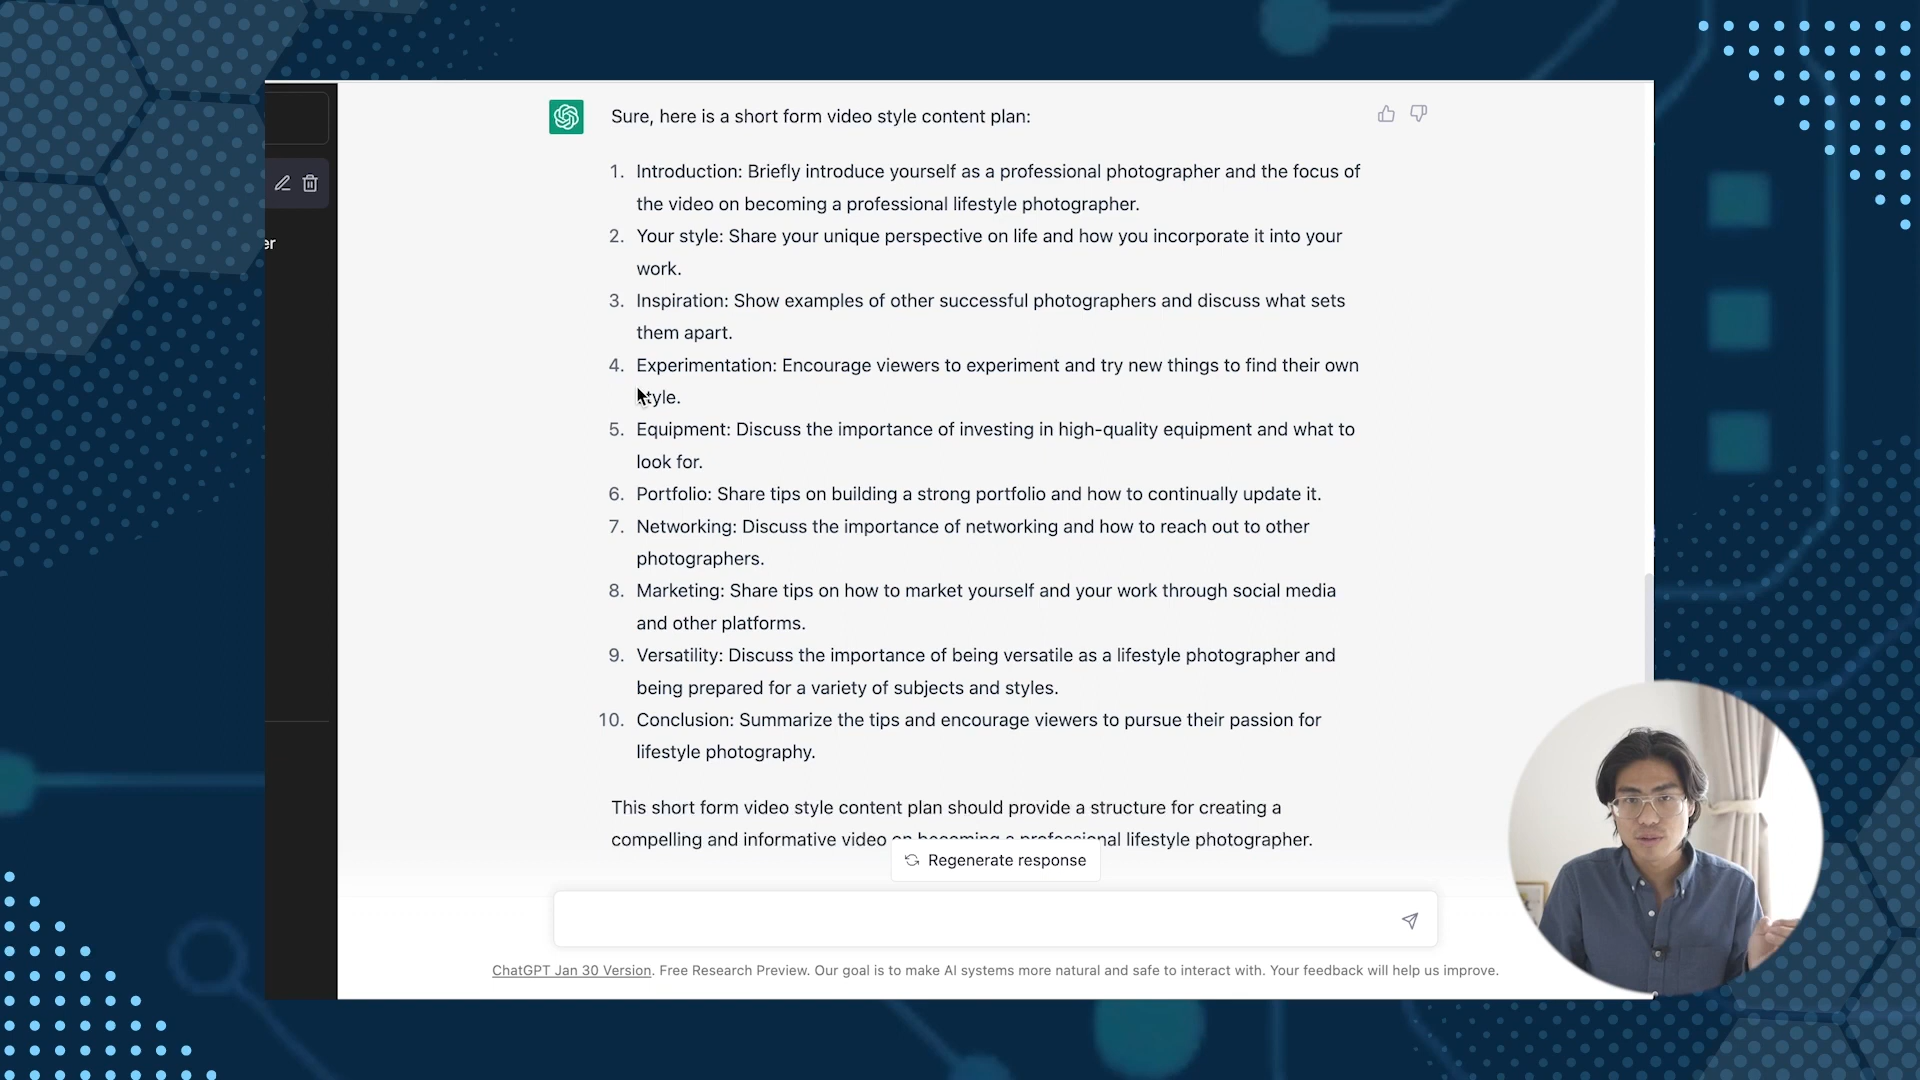 Sure, here is a short form video style content plan:
1. Introduction: Briefly introduce yourself as a professional photographer and the focus of
the video on becoming a professional lifestyle photographer.
2. Your style: Share your unique perspective on life and how you incorporate it into your
work.
3. Inspiration: Show examples of other successful photographers and discuss what sets
them apart.
er
4. Experimentation: Encourage viewers to experiment and try new things to find their own
tyle.
5. Equipment: Discuss the importance of investing in high-quality equipment and what to
look for.
6. Portfolio: Share tips on building a strong portfolio and how to continually update it.
7. Networking: Discuss the importance of networking and how to reach out to other
photographers.
8. Marketing: Share tips on how to market yourself and your work through social media
and other platforms.
9. Versatility: Discuss the importance of being versatile as a lifestyle photographer and
being prepared for a variety of subjects and styles.
10. Conclusion: Summarize the tips and encourage viewers to pursue their passion for
lifestyle photography.
This short form video style content plan should provide a structure for creating a
compelling and informative video on becoming a professional lifestyle photographer.
Regenerate response
ChatGPT Jan 30 Version. Free Research Preview. Our goal is to make AI systems more natural and safe to interact with. Your feedback will help us improve.